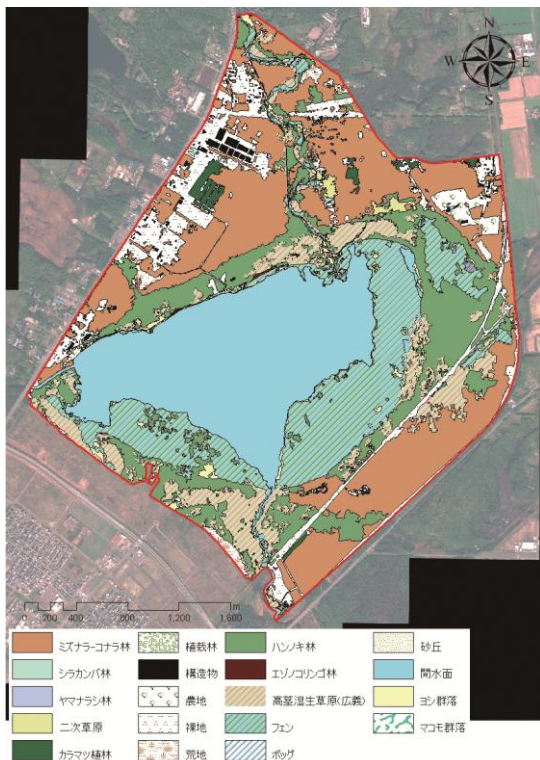 N
W E
S
0 200 400 800 1,200 1,600 m
ミズナラーコナラ林 植栽林 ハンノキ林 砂丘
シラカンバ林 構造物 エゾノコリンゴ林 開水面
ヤマナラシ林 農地 高茎湿生草原(広義) ヨシ群落
二次草原 裸地 フェン マコモ群落
カラマツ植林 荒地 ボッグ